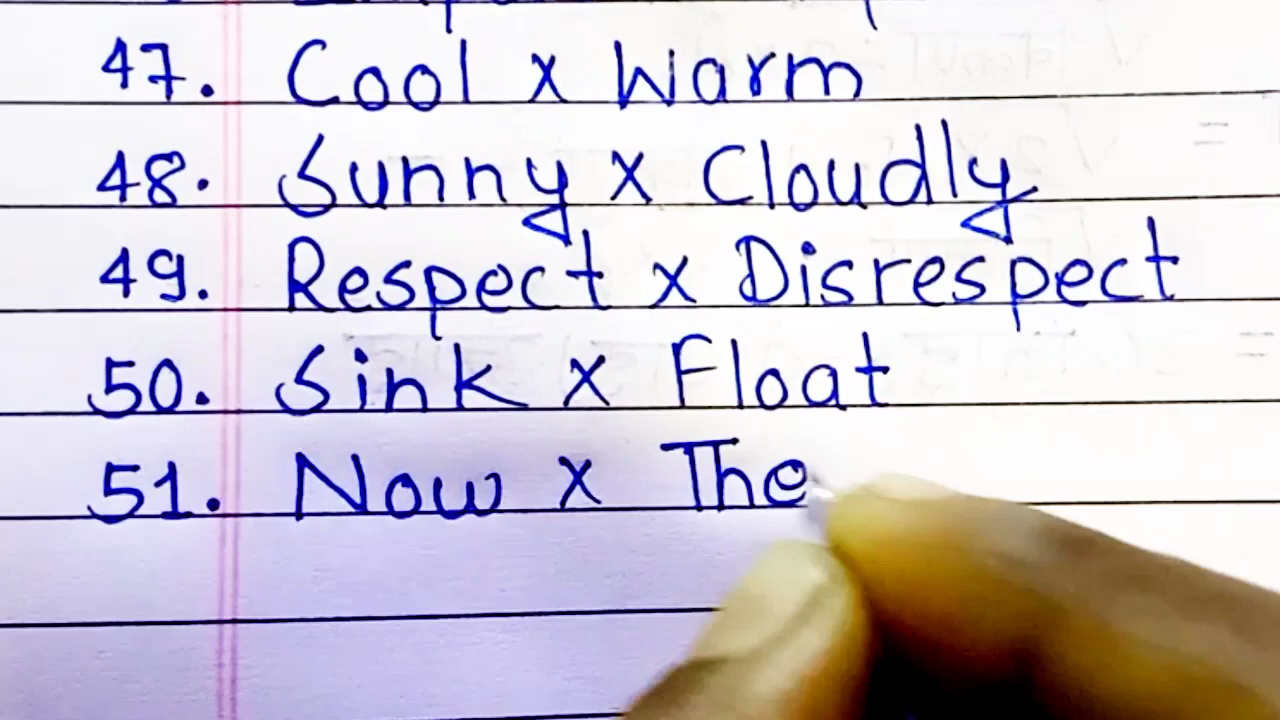 47. Cool x Warm
48. Sunny x Cloudly
49. Respect x Disrespect
50. Sink x Float
51. Now x The